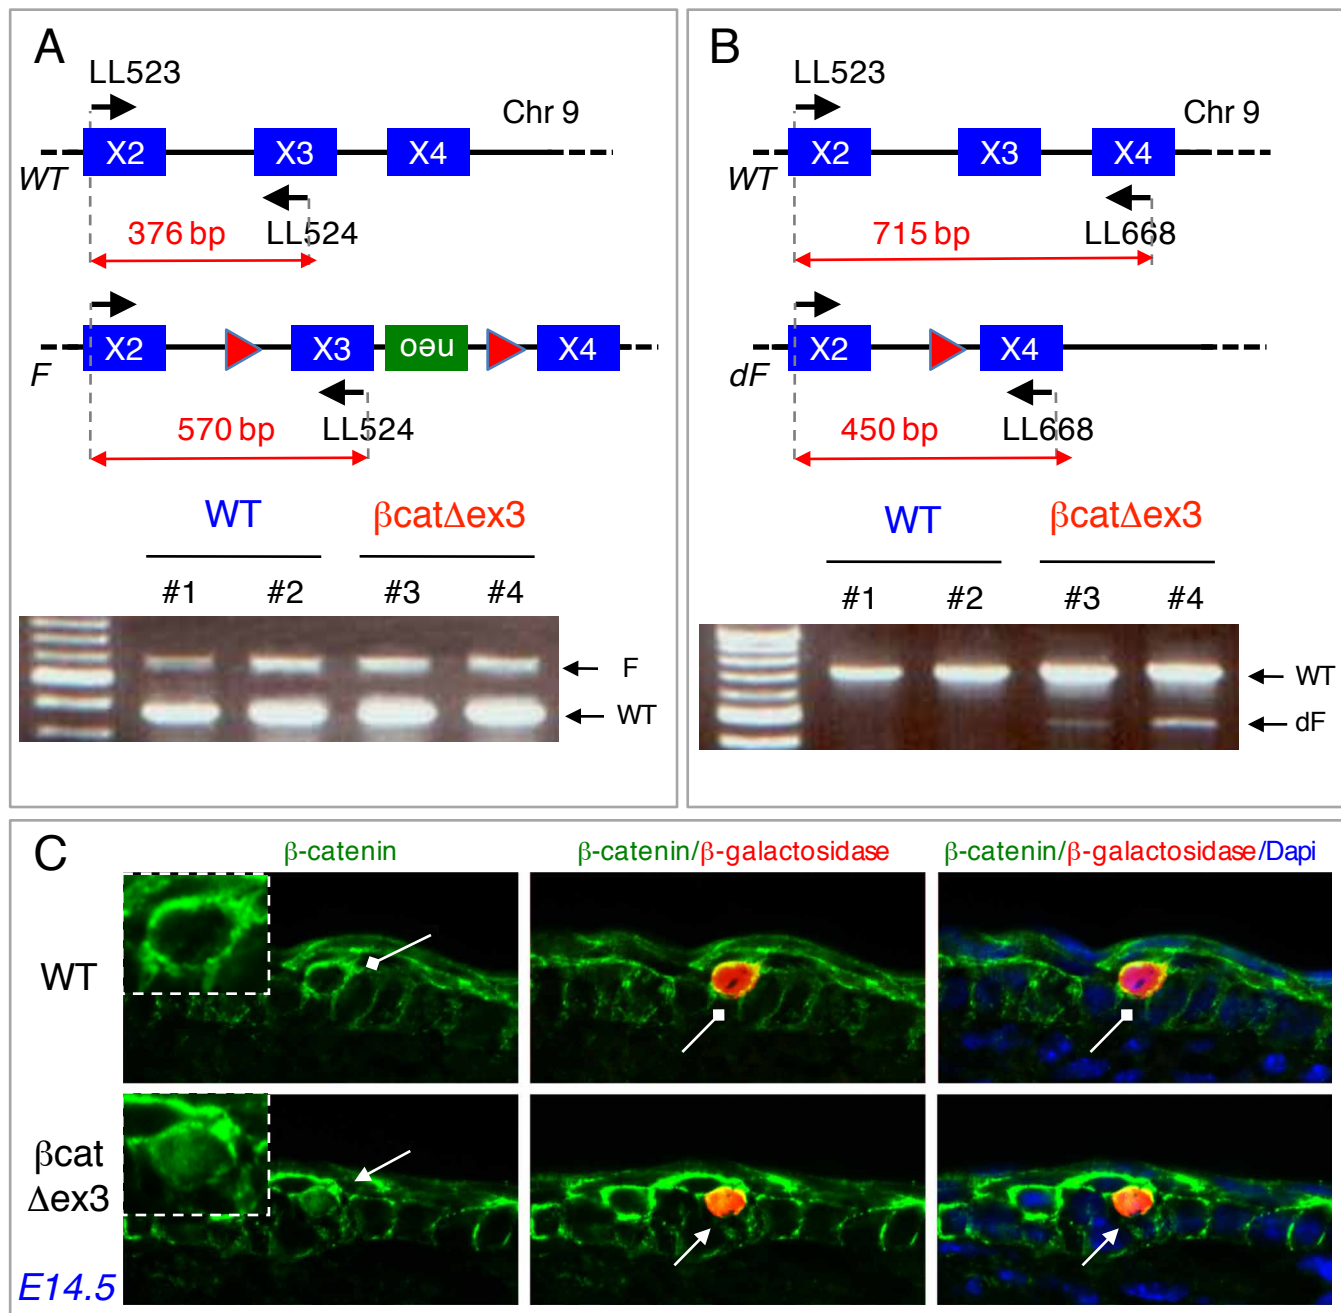 A
LL523
Chr 9
X2 X3 X4
WT
376 bp LL524
X2 X3 neo X4
F
570 bp LL524
WT βcatΔex3
#1 #2 #3 #4
F
WT
B
LL523
Chr 9
X2 X3 X4
WT
715 bp LL668
X2 X4
dF
450 bp LL668
WT βcatΔex3
#1 #2 #3 #4
WT
dF
C
β-catenin β-catenin/β-galactosidase β-catenin/β-galactosidase/Dapi
WT
βcat
Δex3
E14.5